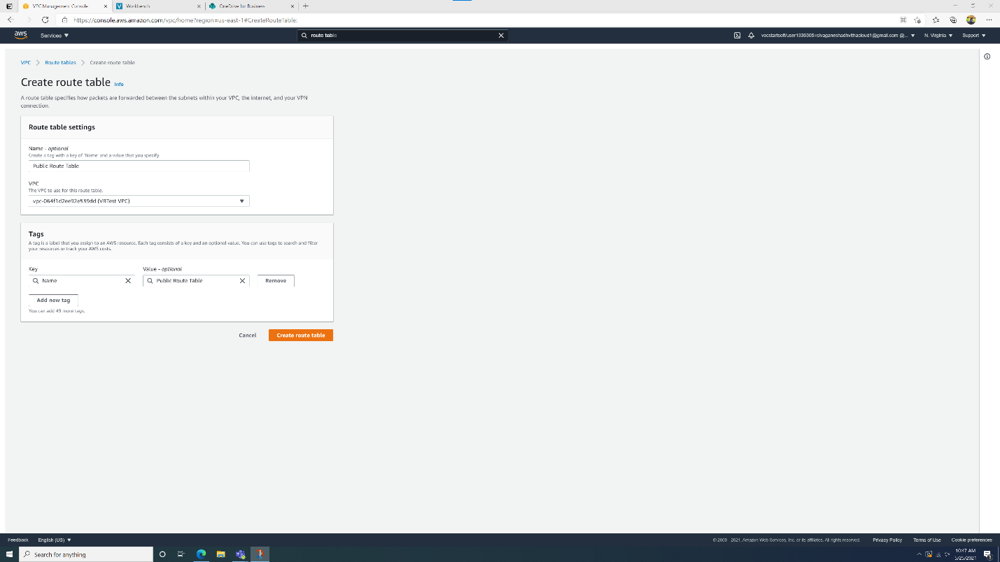 VPC Management Console
Workbench
OneDrive for Business
https://console.aws.amazon.com/vpc/home?region=us-east-1#CreateRouteTable:
aws
Services
route table
vocstartsoft/user1336305=sivaganeshadhvithacloud1@gmail.com @...
N. Virginia
Support
VPC
Route tables
Create route table
Create route table Info
A route table specifies how packets are forwarded between the subnets within your VPC, the internet, and your VPN
connection.
Route table settings
Name - optional
Create a tag with a key of 'Name' and a value that you specify.
Public Route Table
VPC
The VPC to use for this route table.
vpc-064f1d2ee92e539dd (VRTest VPC)
Tags
A tag is a label that you assign to an AWS resource. Each tag consists of a key and an optional value. You can use tags to search and filter
your resources or track your AWS costs.
Key
Value - optional
Name
Public Route Table
Remove
Add new tag
You can add 49 more tags.
Cancel
Create route table
Feedback
English (US)
© 2008 - 2021, Amazon Web Services, Inc. or its affiliates. All rights reserved.
Privacy Policy
Terms of Use
Cookie preferences
Search for anything
10:47 AM
5/25/2021